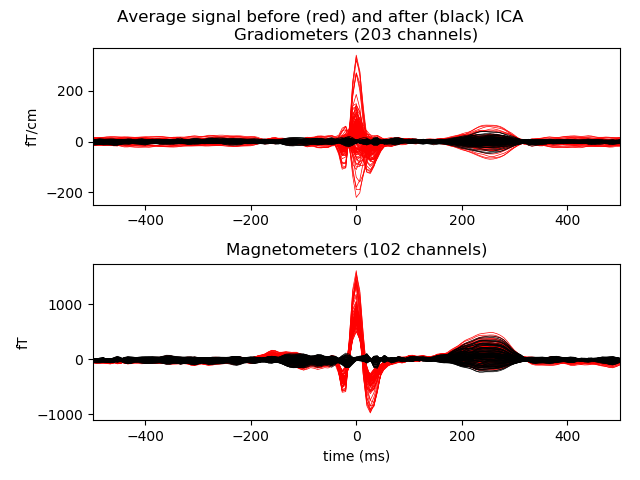 Average signal before (red) and after (black) ICA
Gradiometers (203 channels)
fT/cm
200
0
−200
−400 −200 0 200 400
Magnetometers (102 channels)
fT
1000
0
−1000
−400 −200 0 200 400
time (ms)